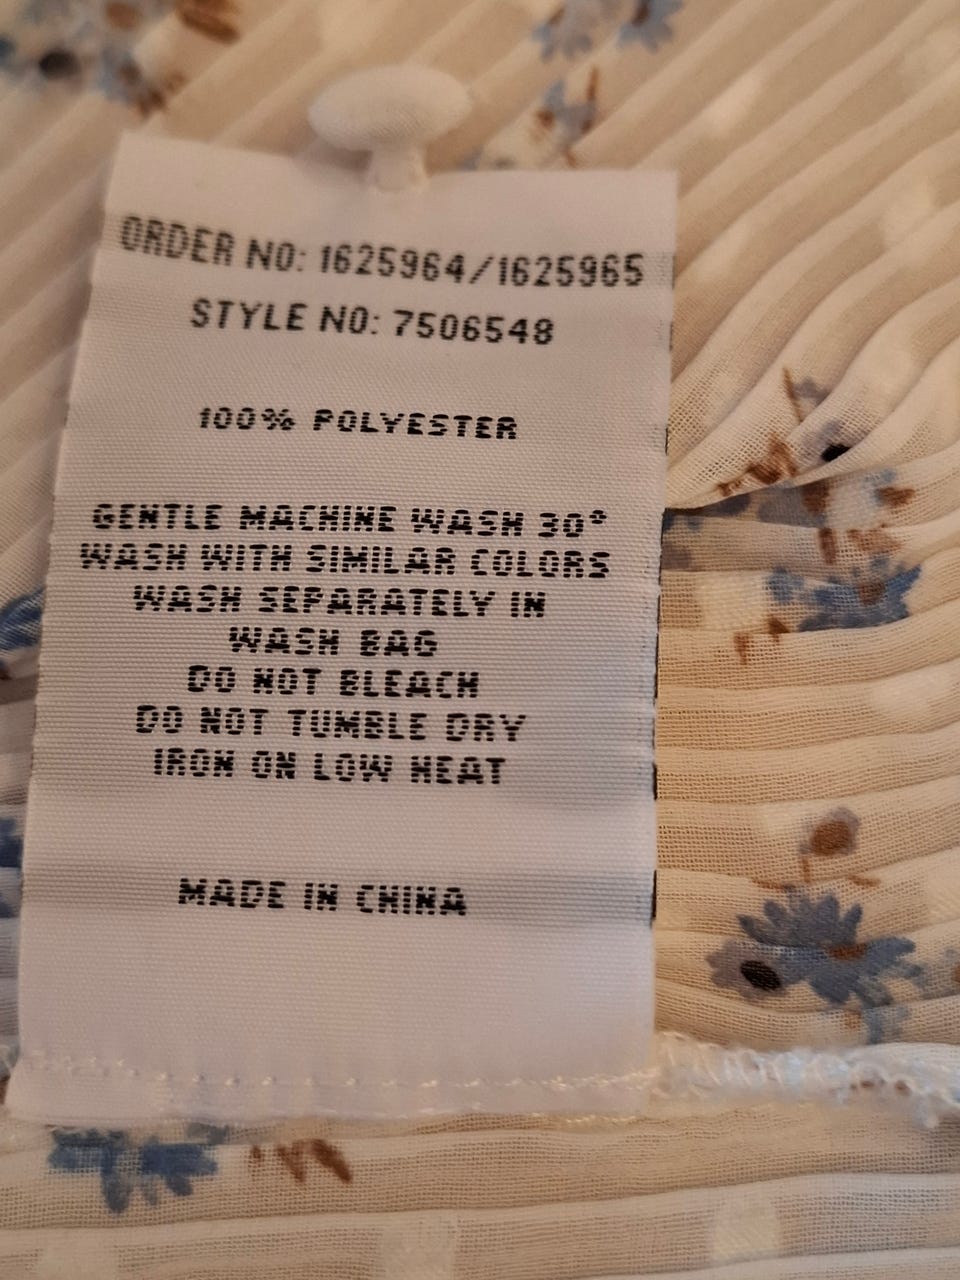 ORDER NO: 1625964/1625965
STYLE NO: 7506548
100% POLYESTER
GENTLE MACHINE WASH 30°
WASH WITH SIMILAR COLORS
WASH SEPARATELY IN
WASH BAG
DO NOT BLEACH
DO NOT TUMBLE DRY
IRON ON LOW HEAT
MADE IN CHINA